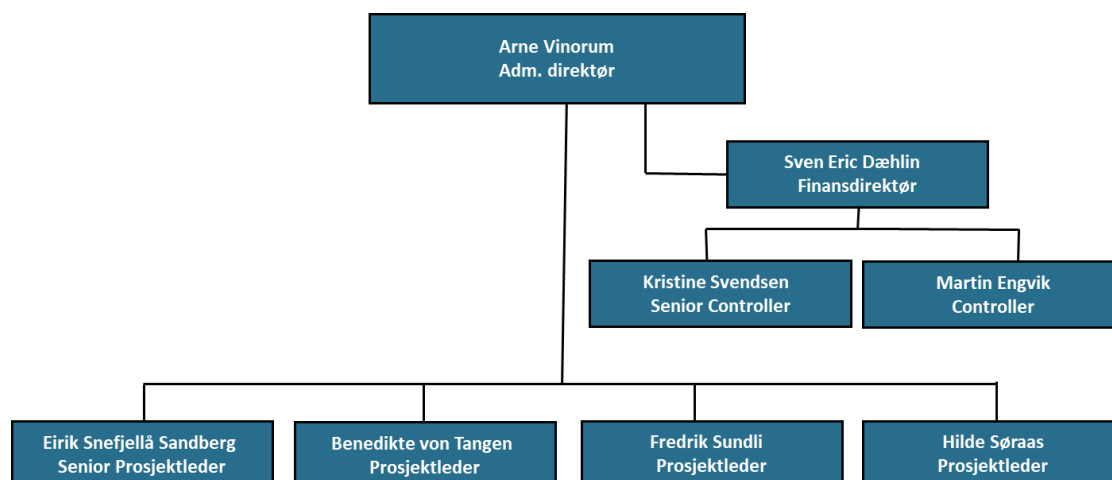 Arne Vinorum
Adm. direktør
Sven Eric Dæhlin
Finansdirektør
Kristine Svendsen
Senior Controller
Martin Engvik
Controller
Eirik Snefjellå Sandberg
Senior Prosjektleder
Benedikte von Tangen
Prosjektleder
Fredrik Sundli
Prosjektleder
Hilde Søraas
Prosjektleder